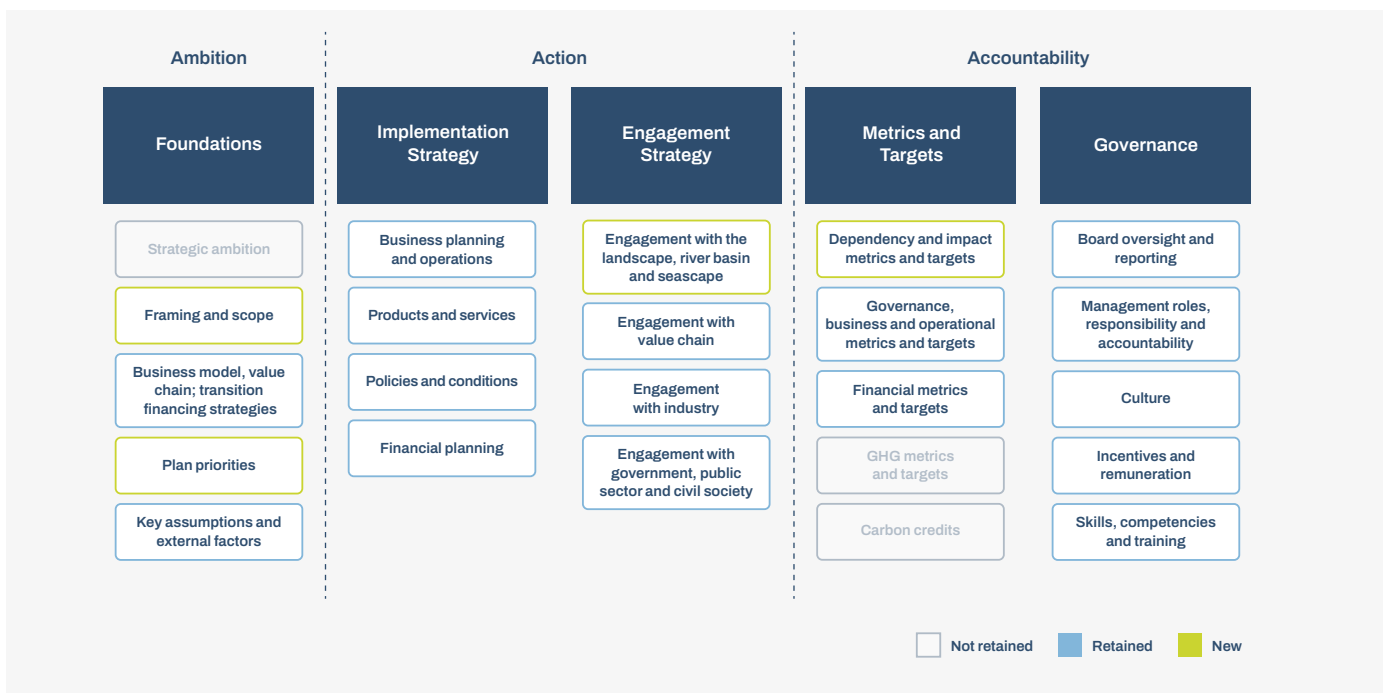 Ambition
Action
Accountability
Foundations
Implementation
Strategy
Engagement
Strategy
Metrics and
Targets
Governance
Strategic ambition
Framing and scope
Business model, value
chain; transition
financing strategies
Plan priorities
Key assumptions and
external factors
Business planning
and operations
Products and services
Policies and conditions
Financial planning
Engagement with the
landscape, river basin
and seascape
Engagement with
value chain
Engagement
with industry
Engagement with
government, public
sector and civil society
Dependency and impact
metrics and targets
Governance,
business and operational
metrics and targets
Financial metrics
and targets
GHG metrics
and targets
Carbon credits
Board oversight and
reporting
Management roles,
responsibility and
accountability
Culture
Incentives and
remuneration
Skills, competencies
and training
Not retained
Retained
New